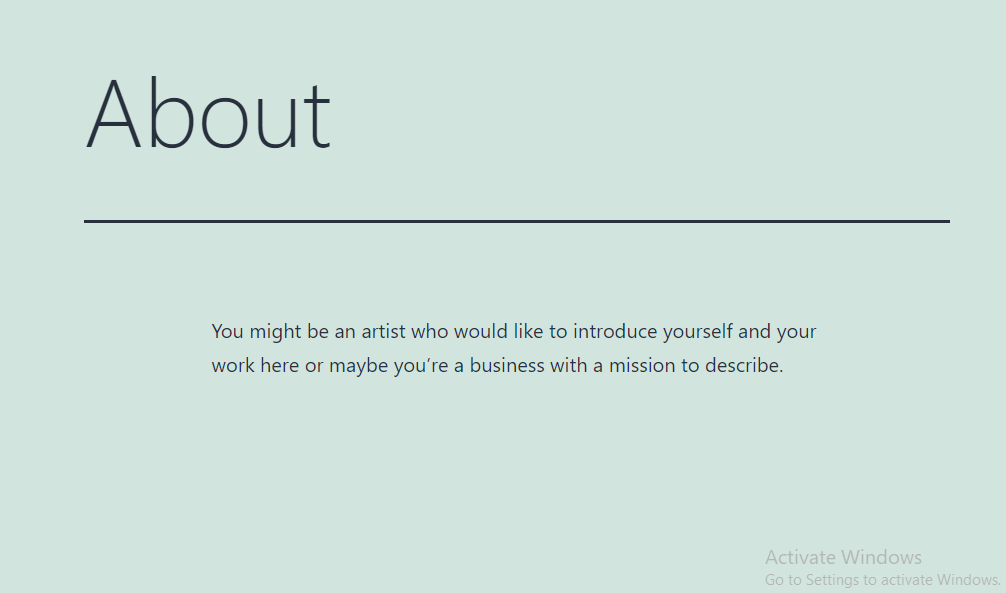 About
You might be an artist who would like to introduce yourself and your
work here or maybe you’re a business with a mission to describe.
Activate Windows
Go to Settings to activate Windows.